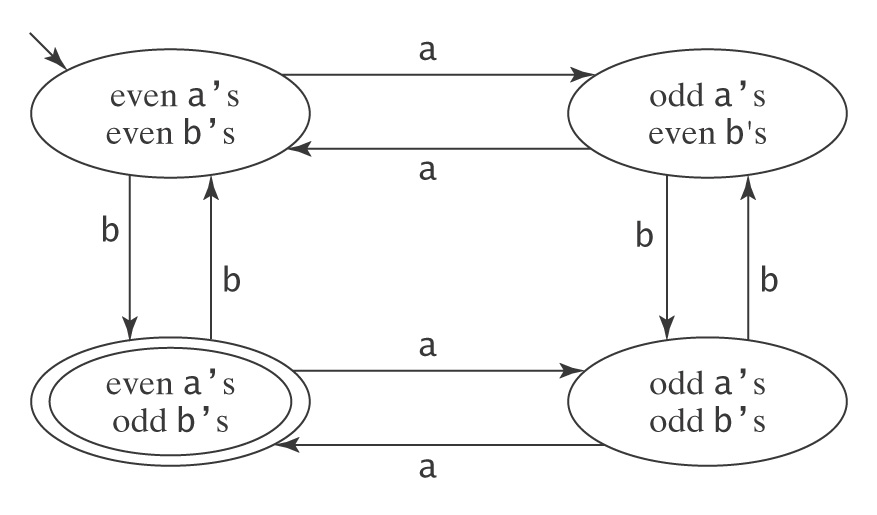 a
even a’s
even b’s
odd a’s
even b's
a
b
b
b
b
a
even a’s
odd b’s
odd a’s
odd b’s
a